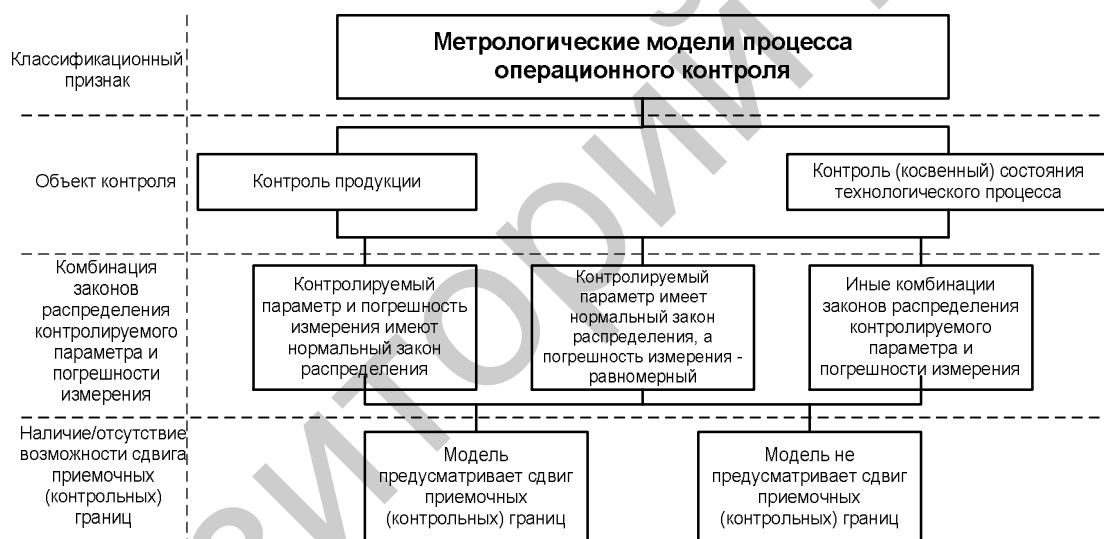 Классификационный
признак
Метрологические модели процесса
операционного контроля
Объект контроля
Контроль продукции
Контроль (косвенный) состояния
технологического процесса
Комбинация
законов
распределения
контролируемого
параметра и
погрешности
измерения
Контролируемый
параметр и погрешность
измерения имеют
нормальный закон
распределения
Контролируемый
параметр имеет
нормальный закон
распределения, а
погрешность измерения -
равномерный
Иные комбинации
законов распределения
контролируемого
параметра и
погрешности измерения
Наличие/отсутствие
возможности сдвига
приемочных
(контрольных)
границ
Модель
предусматривает сдвиг
приемочных
(контрольных) границ
Модель не
предусматривает сдвиг
приемочных
(контрольных) границ